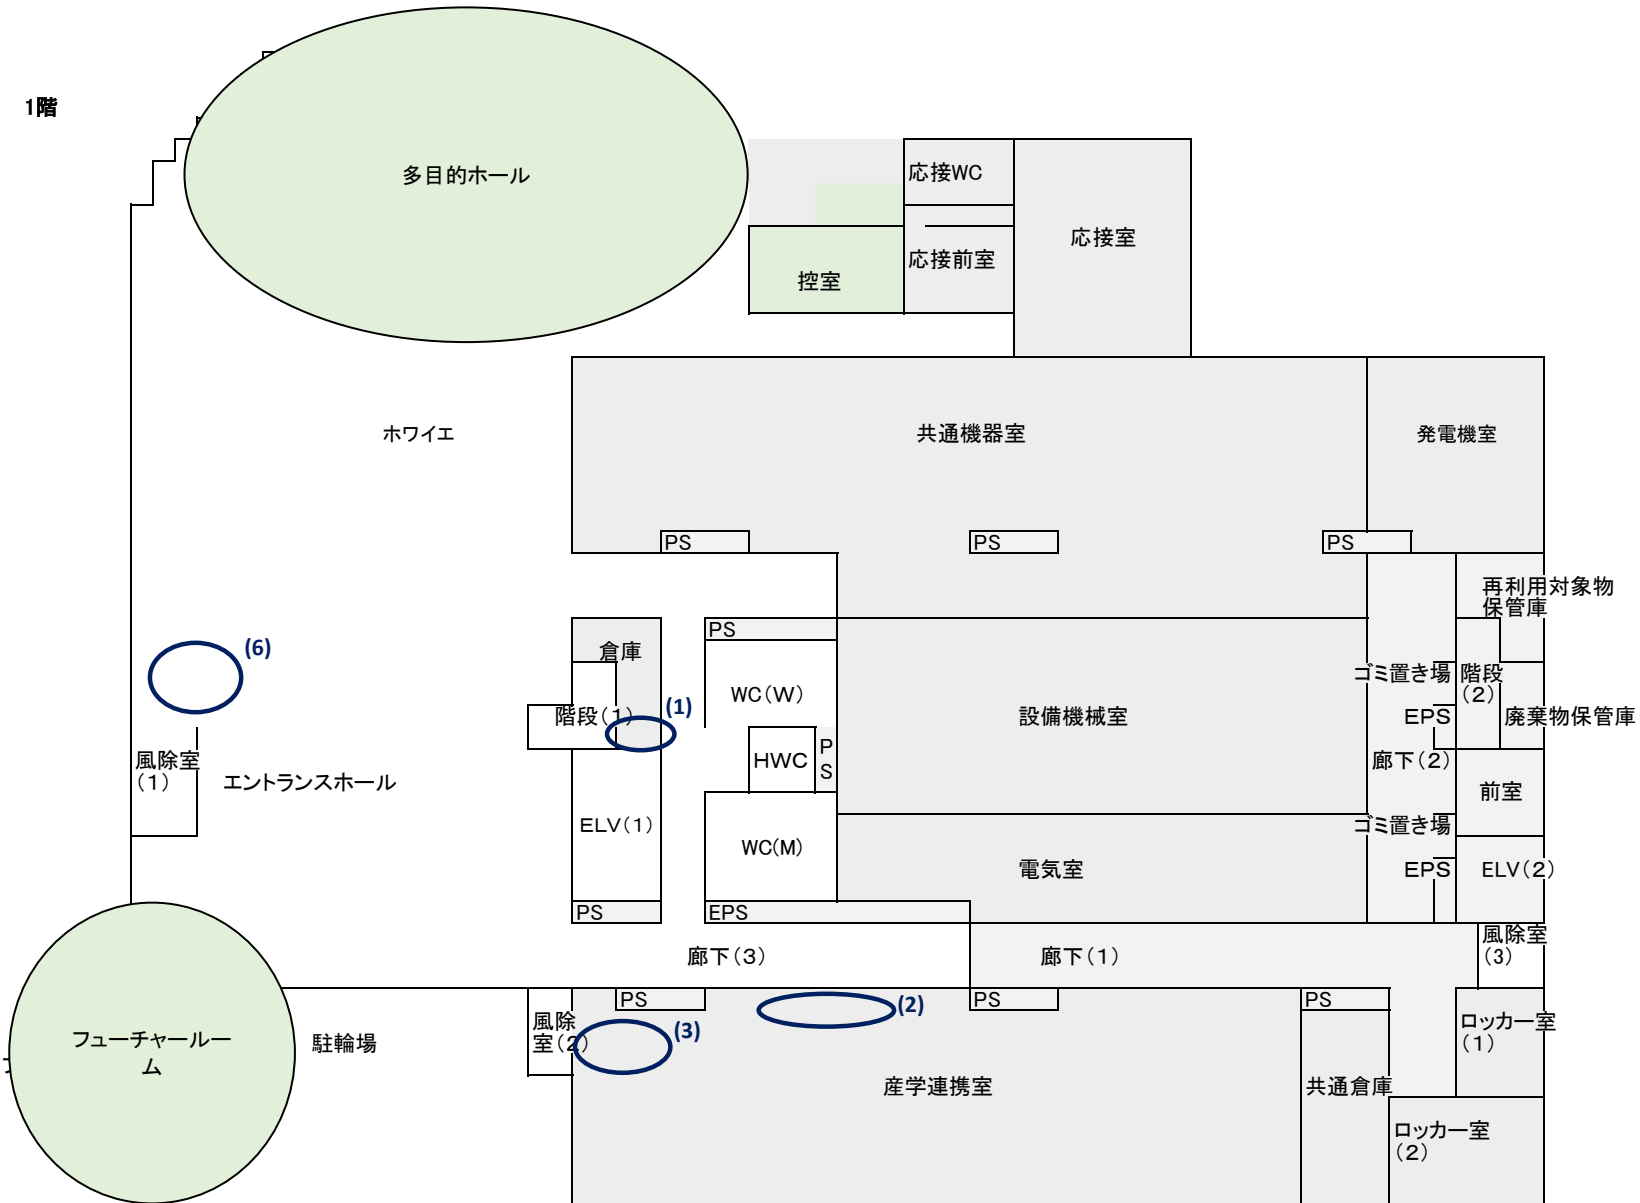 1階
多目的ホール
応接WC
応接室
応接前室
控室
ホワイエ
共通機器室
発電機室
PS
PS
PS
再利用対象物
保管庫
PS
倉庫
(6)
WC(W)
ゴミ置き場
階段
(2)
(1)
階段(1)
設備機械室
EPS
廃棄物保管庫
HWC
P
S
風除室
(1)
エントランスホール
廊下(2)
前室
ELV(1)
WC(M)
ゴミ置き場
電気室
EPS
ELV(2)
PS
EPS
廊下(3)
廊下(1)
風除室
(3)
PS
(2)
PS
PS
風除
室(2)
(3)
フューチャールー
ム
駐輪場
ロッカー室
(1)
産学連携室
共通倉庫
ロッカー室
(2)